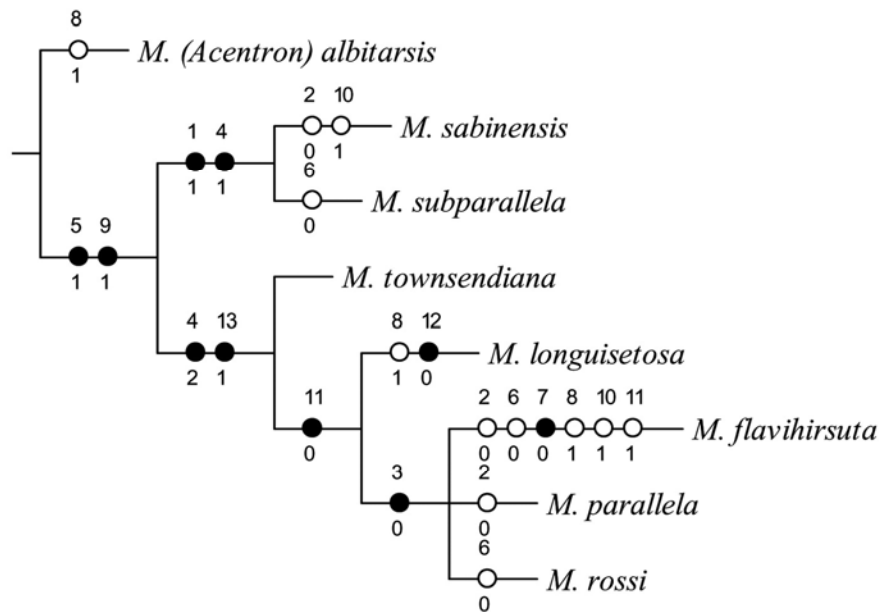 8
M. (Acentron) albitarsis
1
2 10
M. sabinensis
1 4
0 1
1 1
6
M. subparallela
0
5 9
1 1
M. townsendiana
4 13
8 12
M. longuisetosa
2 1
1 0
11
2 6 7 8 10 11
M. flavihirsuta
0
0 0 0 1 1 1
3
2
M. parallela
0
0
6
M. rossi
0